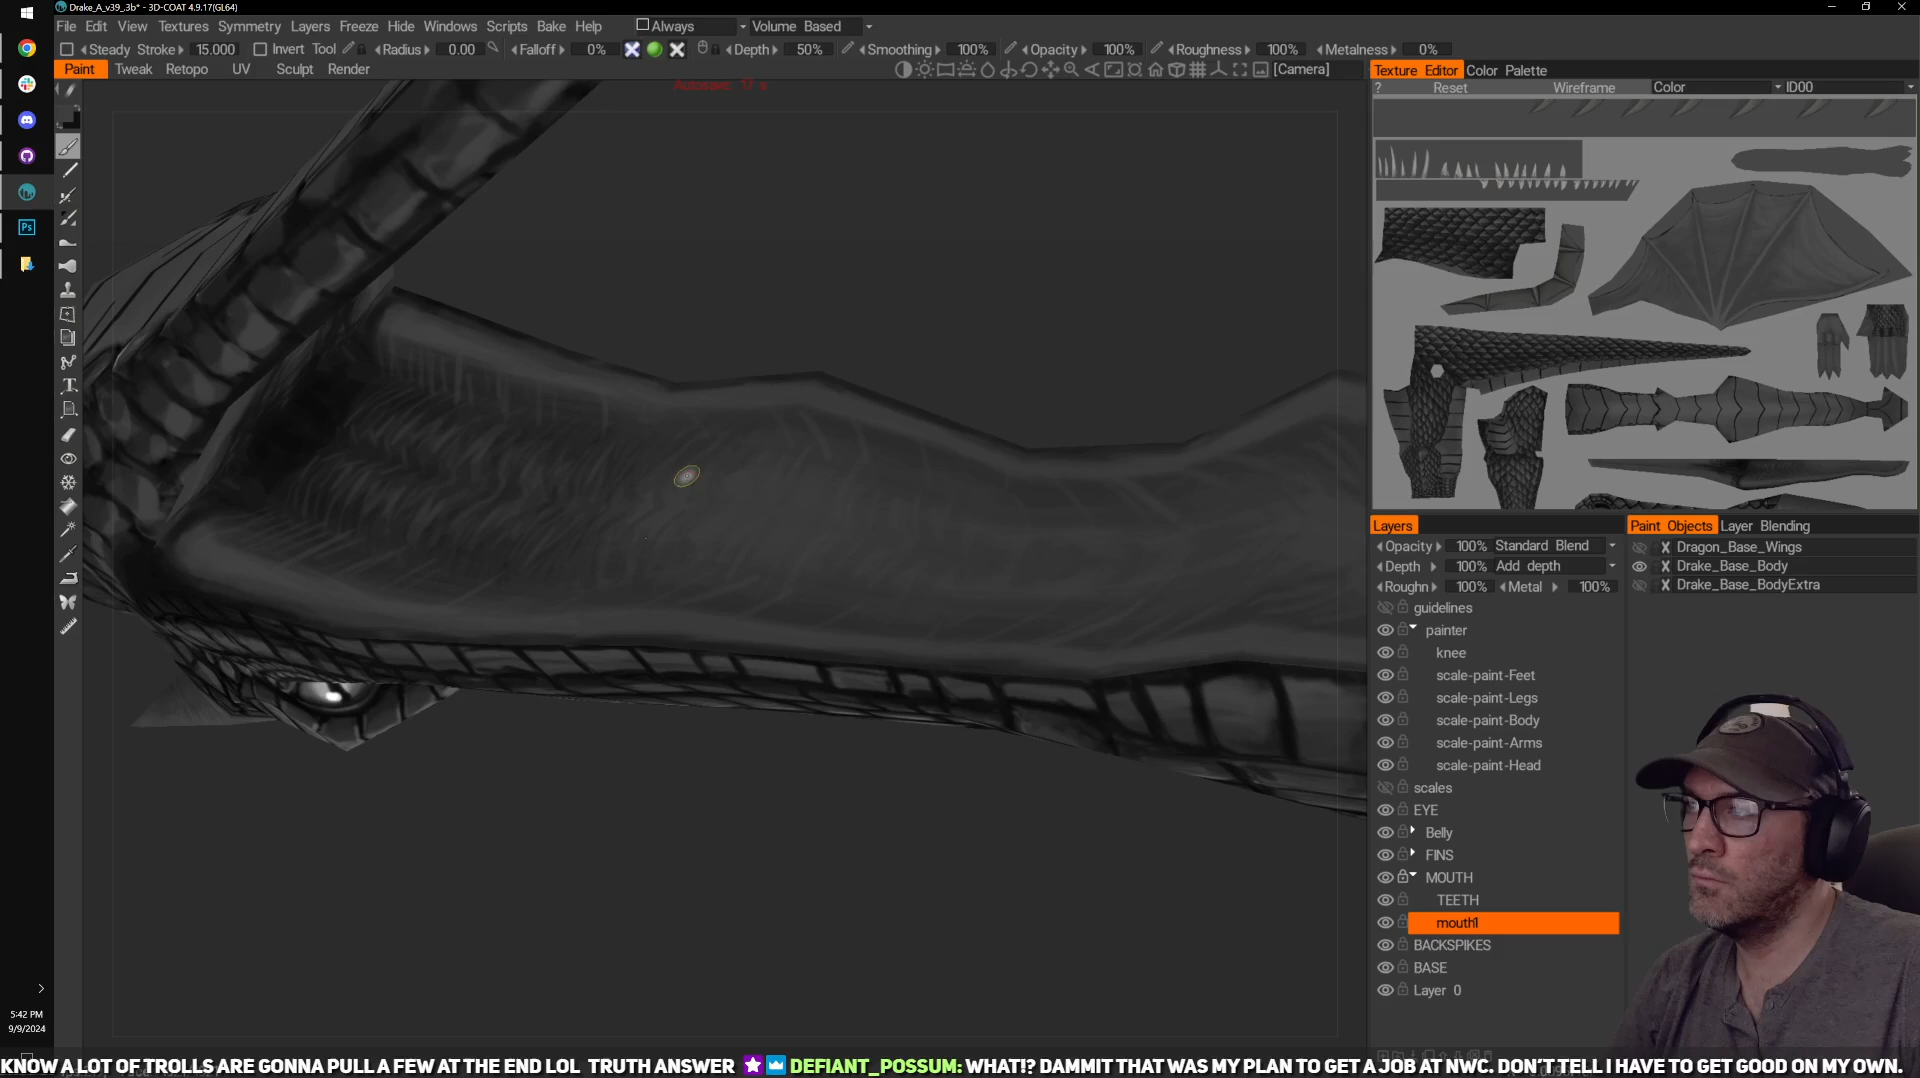 Drake_A_v39_.3b* - 3D-COAT 4.9.17(GL64)
File Edit View Textures Symmetry Layers Freeze Hide Windows Scripts Bake Help Always Volume Based
Steady Stroke 15.000 Invert Tool Radius 0.00 Falloff 0% Depth 50% Smoothing 100% Opacity 100% Roughness 100% Metalness 0%
Paint Tweak Retopo UV Sculpt Render [Camera]
Autosave: 17 s
Texture Editor Color Palette
? Reset Wireframe Color ID00
Layers
Opacity 100% Standard Blend
Depth 100% Add depth
Roughn 100% Metal 100%
guidelines
painter
knee
scale-paint-Feet
scale-paint-Legs
scale-paint-Body
scale-paint-Arms
scale-paint-Head
scales
EYE
Belly
FINS
MOUTH
TEETH
mouth1
BACKSPIKES
BASE
Layer 0
Paint Objects Layer Blending
Dragon_Base_Wings
Drake_Base_Body
Drake_Base_BodyExtra
Ps
5:42 PM
9/9/2024
KNOW A LOT OF TROLLS ARE GONNA PULL A FEW AT THE END LOL TRUTH ANSWER DEFIANT_POSSUM: WHAT!? DAMMIT THAT WAS MY PLAN TO GET A JOB AT NWC. DON'T TELL I HAVE TO GET GOOD ON MY OWN.